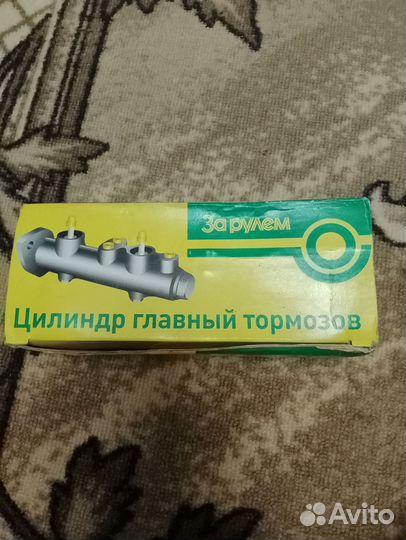 За рулем
Цилиндр главный тормозов
Avito